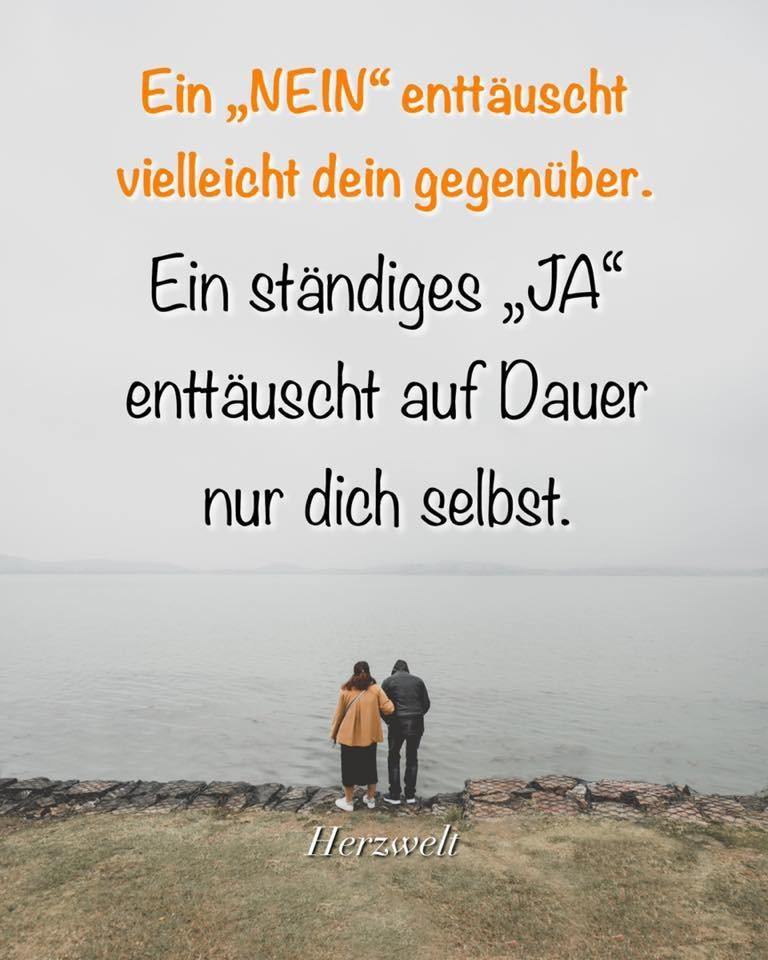 Ein „NEIN“ enttäuscht
vielleicht dein gegenüber.
Ein ständiges „JA“
enttäuscht auf Dauer
nur dich selbst.
Herzwelt